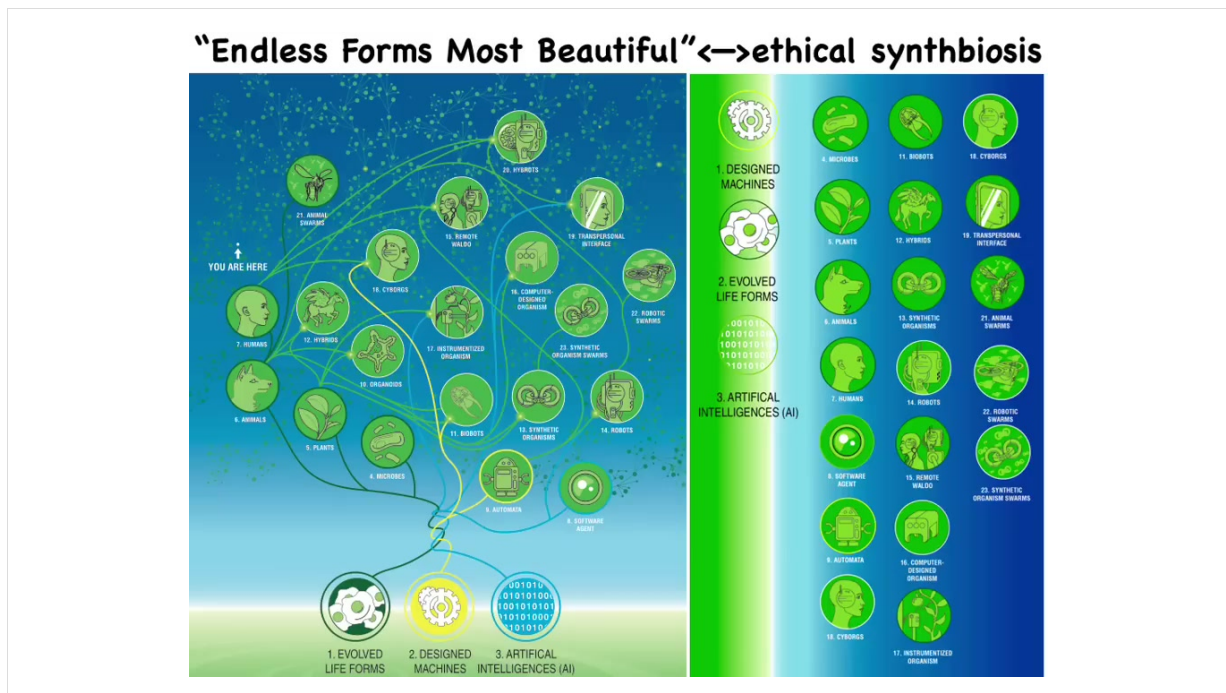 “Endless Forms Most Beautiful”<—>ethical synthbiosis
20. HYBROTS
21. ANIMAL
SWARMS
15. REMOTE
WALDO
19. TRANSPERSONAL
INTERFACE
YOU ARE HERE
18. CYBORGS
16. COMPUTER-
DESIGNED
ORGANISM
22. ROBOTIC
SWARMS
7. HUMANS
12. HYBRIDS
17. INSTRUMENTIZED
ORGANISM
23. SYNTHETIC
ORGANISM SWARMS
10. ORGANOIDS
6. ANIMALS
5. PLANTS
11. BIOBOTS
13. SYNTHETIC
ORGANISMS
14. ROBOTS
4. MICROBES
9. AUTOMATA
8. SOFTWARE
AGENT
001010
1010101000
1001010101
0101010001
010101010
1. EVOLVED
LIFE FORMS
2. DESIGNED
MACHINES
3. ARTIFICAL
INTELLIGENCES (AI)
1. DESIGNED
MACHINES
2. EVOLVED
LIFE FORMS
3. ARTIFICAL
INTELLIGENCES (AI)
4. MICROBES
11. BIOBOTS
18. CYBORGS
5. PLANTS
12. HYBRIDS
19. TRANSPERSONAL
INTERFACE
6. ANIMALS
13. SYNTHETIC
ORGANISMS
21. ANIMAL
SWARMS
7. HUMANS
14. ROBOTS
22. ROBOTIC
SWARMS
SOFTWARE
AGENT
15. REMOTE
WALDO
23. SYNTHETIC
ORGANISM SWARMS
9. AUTOMATA
16. COMPUTER-
DESIGNED
ORGANISM
18. CYBORGS
17. INSTRUMENTIZED
ORGANISM